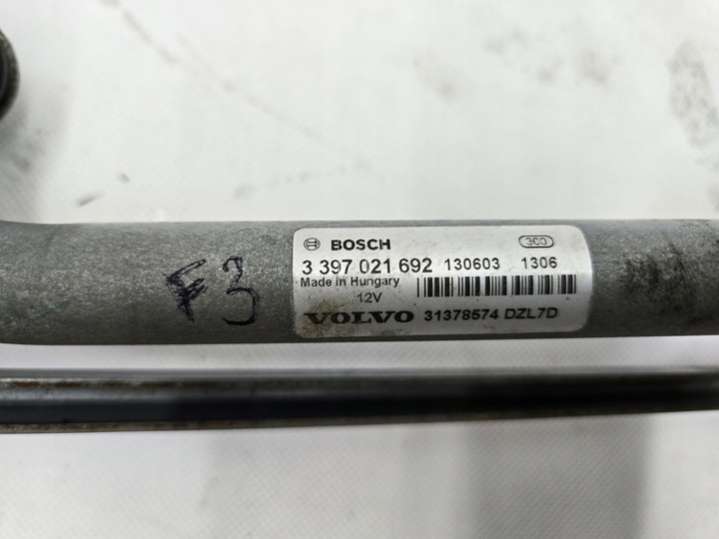 F3
BOSCH
3 397 021 692 130603 1306
Made in Hungary
12V
VOLVO 31378574 DZL7D